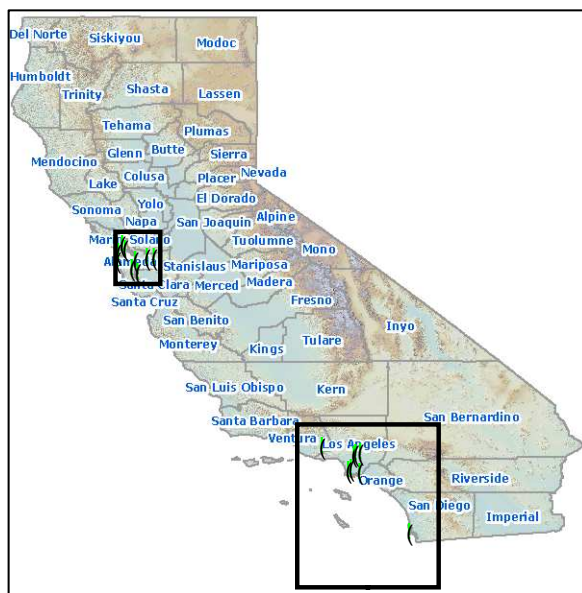 Del Norte
Siskiyou
Modoc
Humboldt
Trinity
Shasta
Lassen
Tehama
Plumas
Mendocino
Glenn
Butte
Sierra
Lake
Colusa
Placer
Nevada
Sonoma
Yolo
El Dorado
Napa
San Joaquin
Alpine
Solano
Tuolumne
Mono
Stanislaus
Mariposa
Santa Clara
Merced
Madera
Santa Cruz
Fresno
San Benito
Inyo
Monterey
Kings
Tulare
San Luis Obispo
Kern
Santa Barbara
San Bernardino
Ventura
Los Angeles
Orange
Riverside
San Diego
Imperial